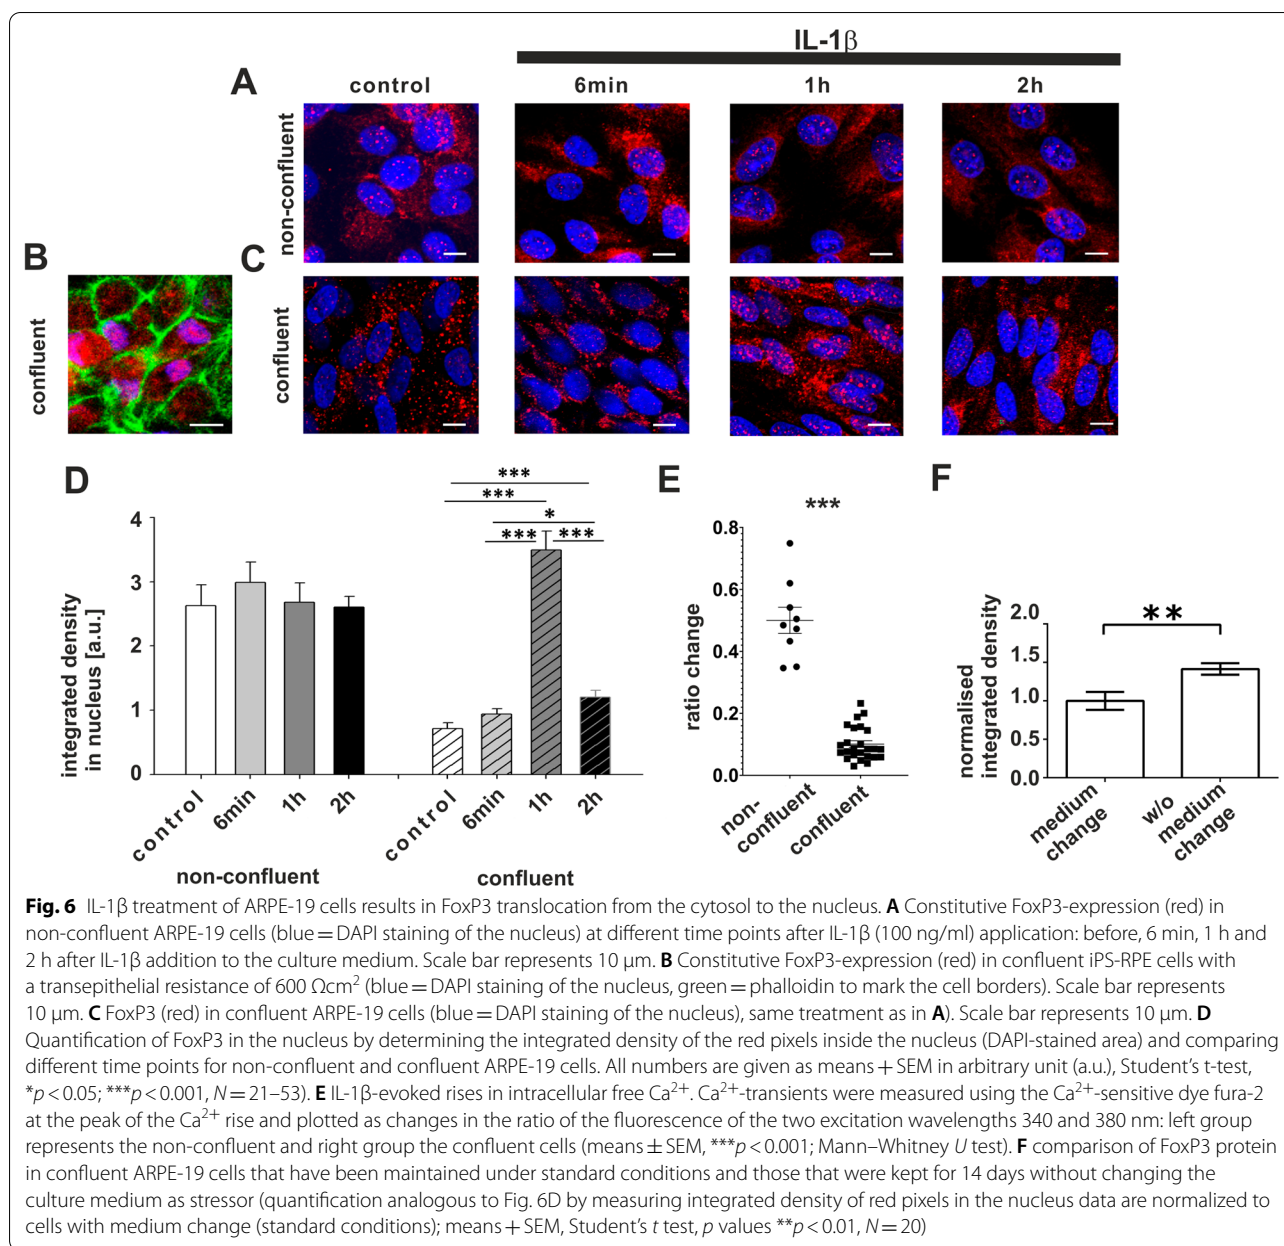 IL-1β
A
control
6min
1h
2h
non-confluent
B
confluent
C
confluent
D
integrated density
in nucleus [a.u.]
4
3
2
1
0
***
***
*
***
***
control
6min
1h
2h
control
6min
1h
2h
non-confluent
confluent
E
***
ratio change
0.8
0.6
0.4
0.2
0.0
non-
confluent
confluent
F
normalised
integrated density
2.0
1.5
1.0
0.5
0.0
**
medium
change
w/o
medium
change
Fig. 6 IL-1β treatment of ARPE-19 cells results in FoxP3 translocation from the cytosol to the nucleus. A Constitutive FoxP3-expression (red) in
non-confluent ARPE-19 cells (blue = DAPI staining of the nucleus) at different time points after IL-1β (100 ng/ml) application: before, 6 min, 1 h and
2 h after IL-1β addition to the culture medium. Scale bar represents 10 μm. B Constitutive FoxP3-expression (red) in confluent iPS-RPE cells with
a transepithelial resistance of 600 Ωcm² (blue = DAPI staining of the nucleus, green = phalloidin to mark the cell borders). Scale bar represents
10 μm. C FoxP3 (red) in confluent ARPE-19 cells (blue = DAPI staining of the nucleus), same treatment as in A). Scale bar represents 10 μm. D
Quantification of FoxP3 in the nucleus by determining the integrated density of the red pixels inside the nucleus (DAPI-stained area) and comparing
different time points for non-confluent and confluent ARPE-19 cells. All numbers are given as means + SEM in arbitrary unit (a.u.), Student's t-test,
*p < 0.05; ***p < 0.001, N = 21–53). E IL-1β-evoked rises in intracellular free Ca²⁺. Ca²⁺-transients were measured using the Ca²⁺-sensitive dye fura-2
at the peak of the Ca²⁺ rise and plotted as changes in the ratio of the fluorescence of the two excitation wavelengths 340 and 380 nm: left group
represents the non-confluent and right group the confluent cells (means ± SEM, ***p < 0.001; Mann–Whitney U test). F comparison of FoxP3 protein
in confluent ARPE-19 cells that have been maintained under standard conditions and those that were kept for 14 days without changing the
culture medium as stressor (quantification analogous to Fig. 6D by measuring integrated density of red pixels in the nucleus data are normalized to
cells with medium change (standard conditions); means + SEM, Student's t test, p values **p < 0.01, N = 20)